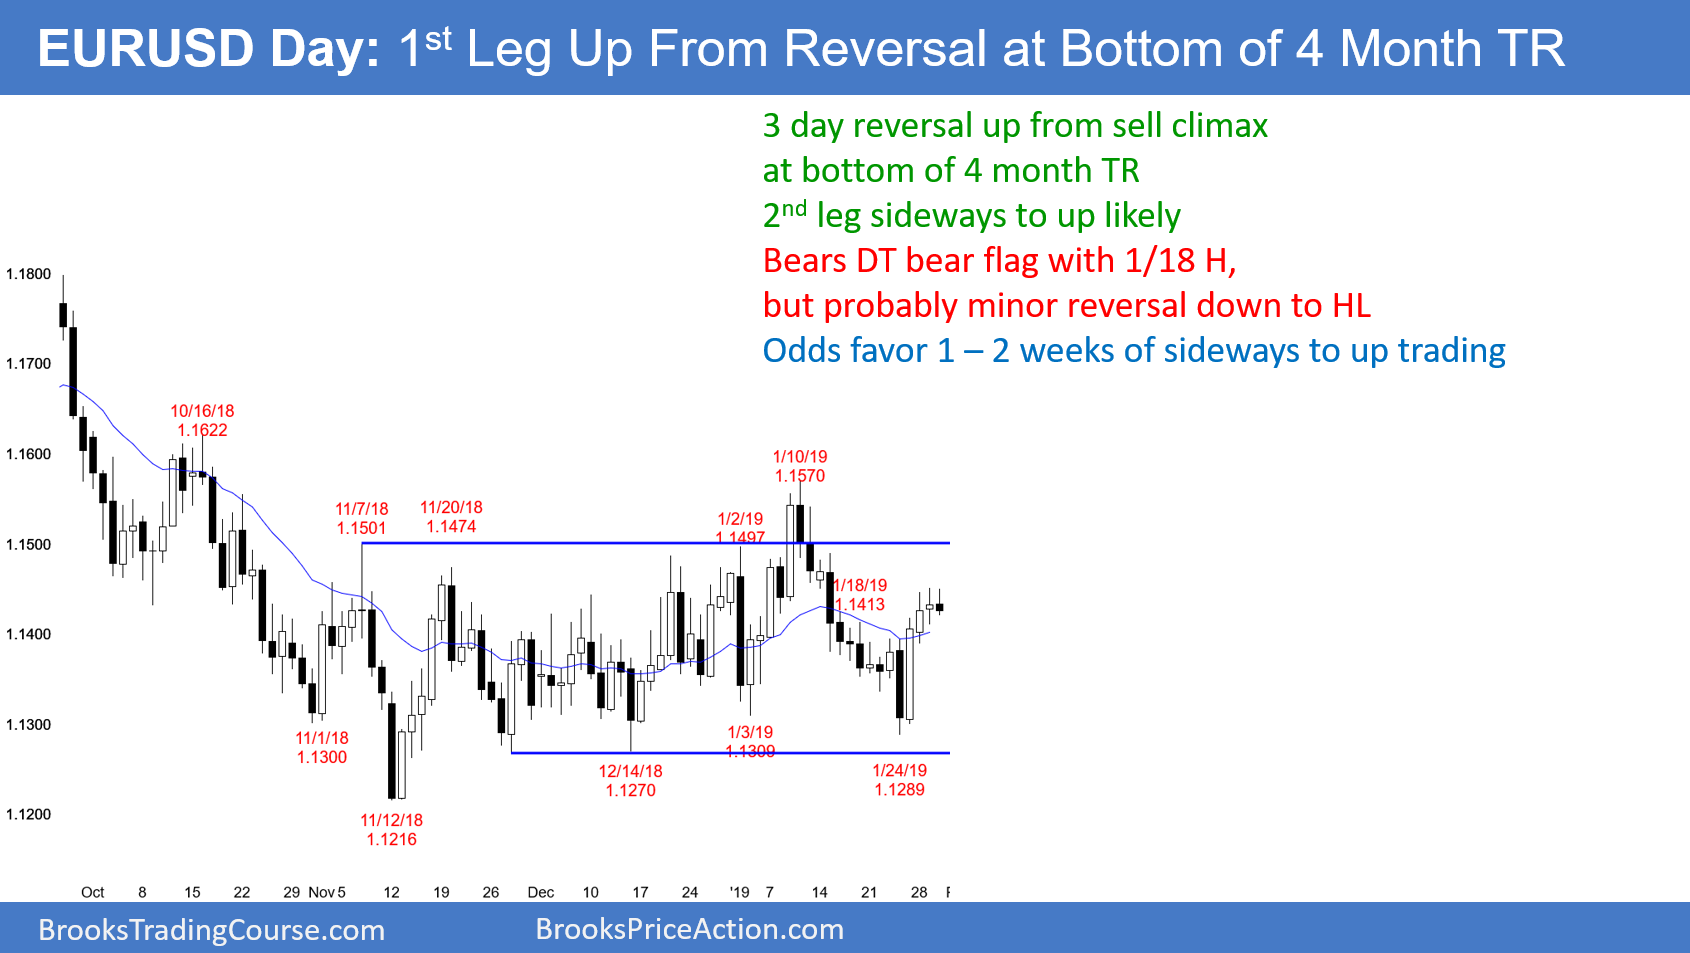 EURUSD Day: 1st Leg Up From Reversal at Bottom of 4 Month TR
3 day reversal up from sell climax
at bottom of 4 month TR
2nd leg sideways to up likely
Bears DT bear flag with 1/18 H,
but probably minor reversal down to HL
Odds favor 1 – 2 weeks of sideways to up trading
1.1800
1.1700
1.1600
1.1500
1.1400
1.1300
1.1200
10/16/18
1.1622
11/7/18
1.1501
11/20/18
1.1474
1/2/19
1.1497
1/10/19
1.1570
1/18/19
1.1413
11/1/18
1.1300
11/12/18
1.1216
12/14/18
1.1270
1/3/19
1.1309
1/24/19
1.1289
Oct 8 15 22 29 Nov 5 12 19 26 Dec 10 17 24 '19 7 14 21 28
BrooksTradingCourse.com
BrooksPriceAction.com